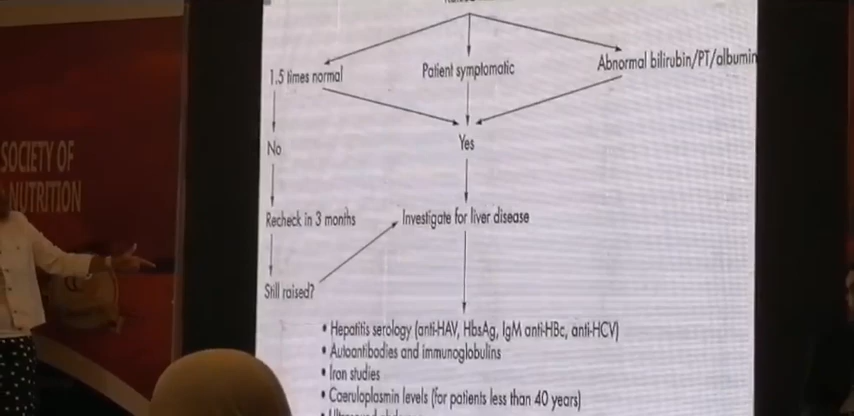 SOCIETY OF
NUTRITION
1.5 times normal
Patient symptomatic
Abnormal bilirubin/PT/albumin
No
Yes
Recheck in 3 months
Investigate for liver disease
Still raised?
• Hepatitis serology (anti-HAV, HbsAg, IgM anti-HBc, anti-HCV)
• Autoantibodies and immunoglobulins
• Iron studies
• Caeruloplasmin levels (for patients less than 40 years)